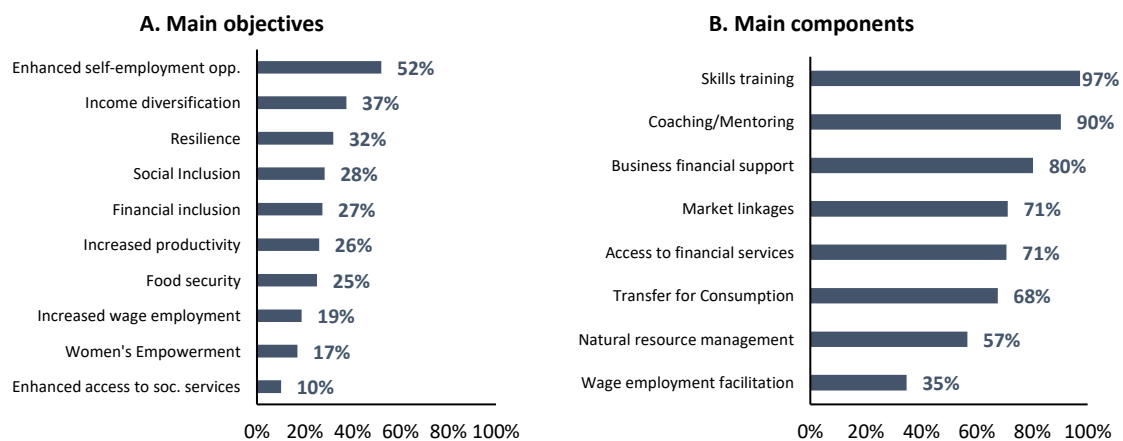 A. Main objectives
Enhanced self-employment opp. 52%
Income diversification 37%
Resilience 32%
Social Inclusion 28%
Financial inclusion 27%
Increased productivity 26%
Food security 25%
Increased wage employment 19%
Women's Empowerment 17%
Enhanced access to soc. services 10%
0% 20% 40% 60% 80% 100%
B. Main components
Skills training 97%
Coaching/Mentoring 90%
Business financial support 80%
Market linkages 71%
Access to financial services 71%
Transfer for Consumption 68%
Natural resource management 57%
Wage employment facilitation 35%
0% 20% 40% 60% 80% 100%